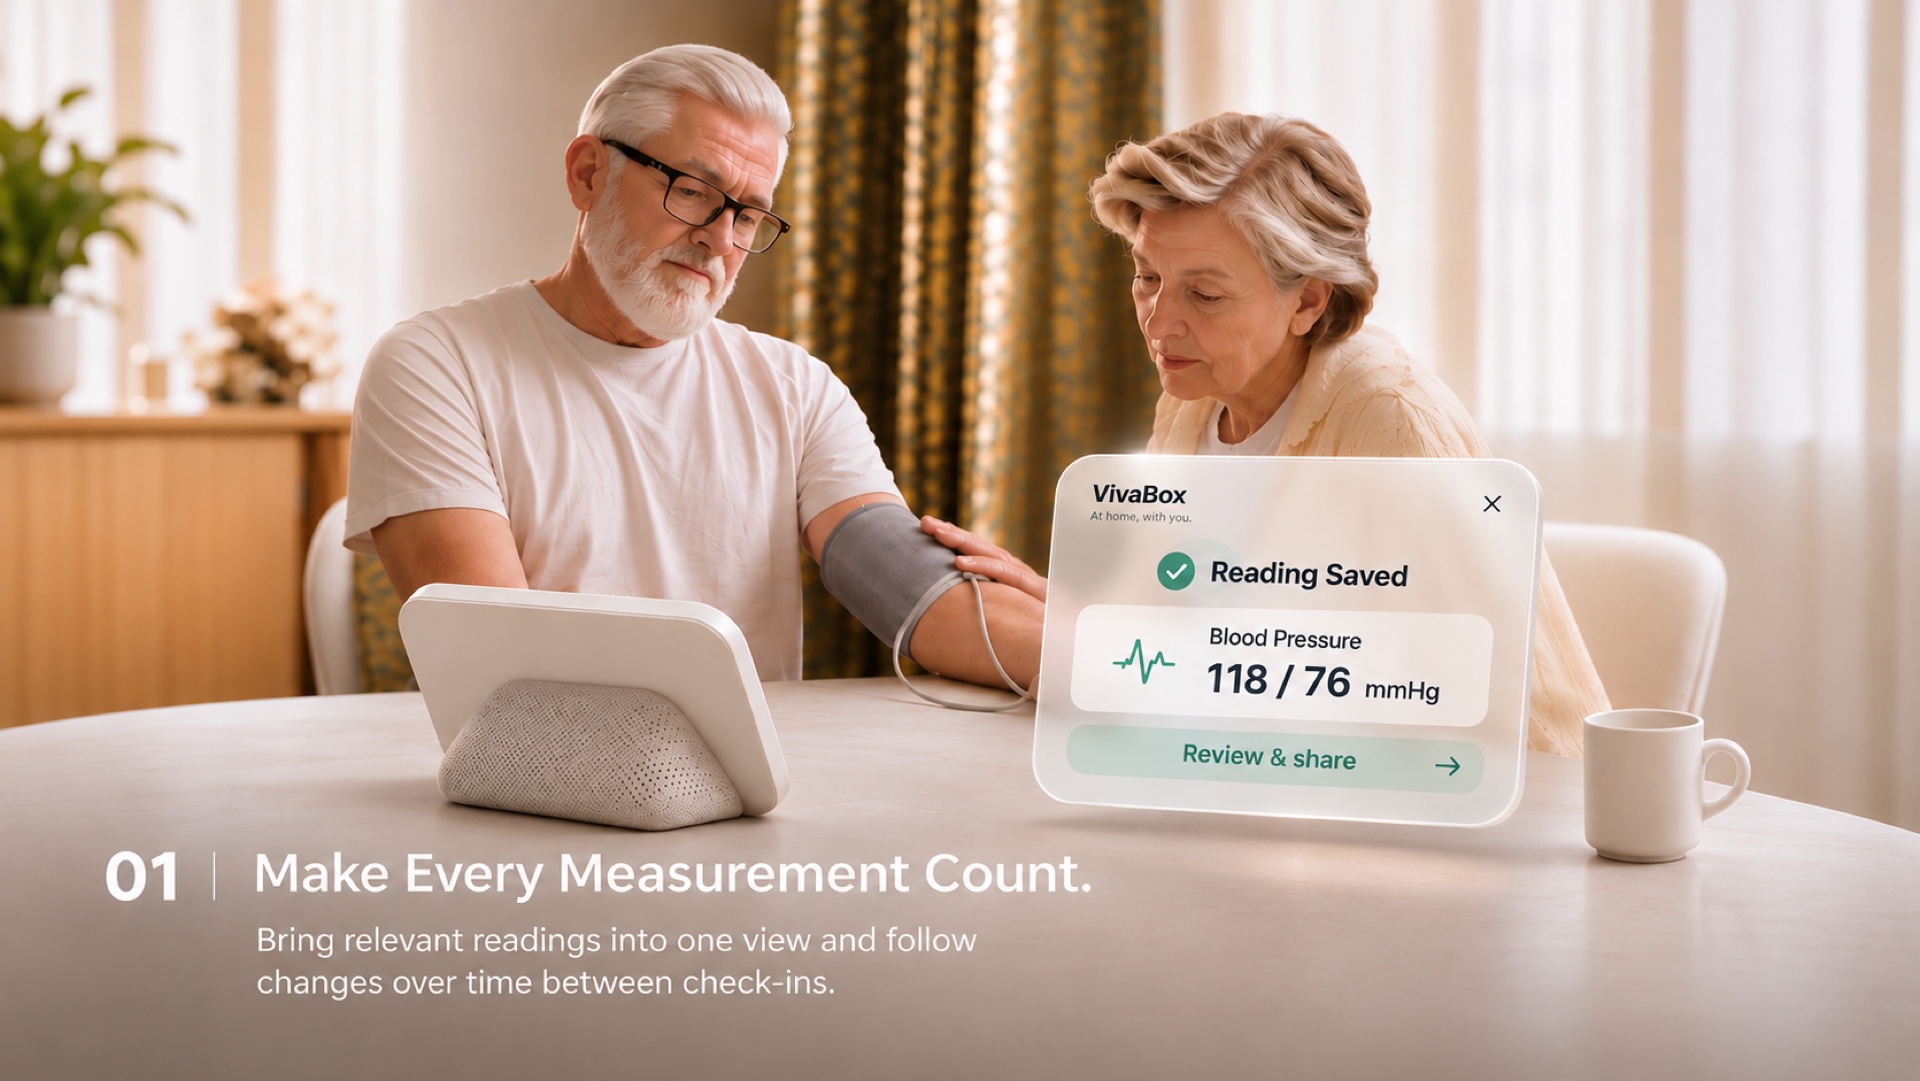 VivaBox
At home, with you.
Reading Saved
Blood Pressure
118 / 76 mmHg
Review & share
01
Make Every Measurement Count.
Bring relevant readings into one view and follow
changes over time between check-ins.